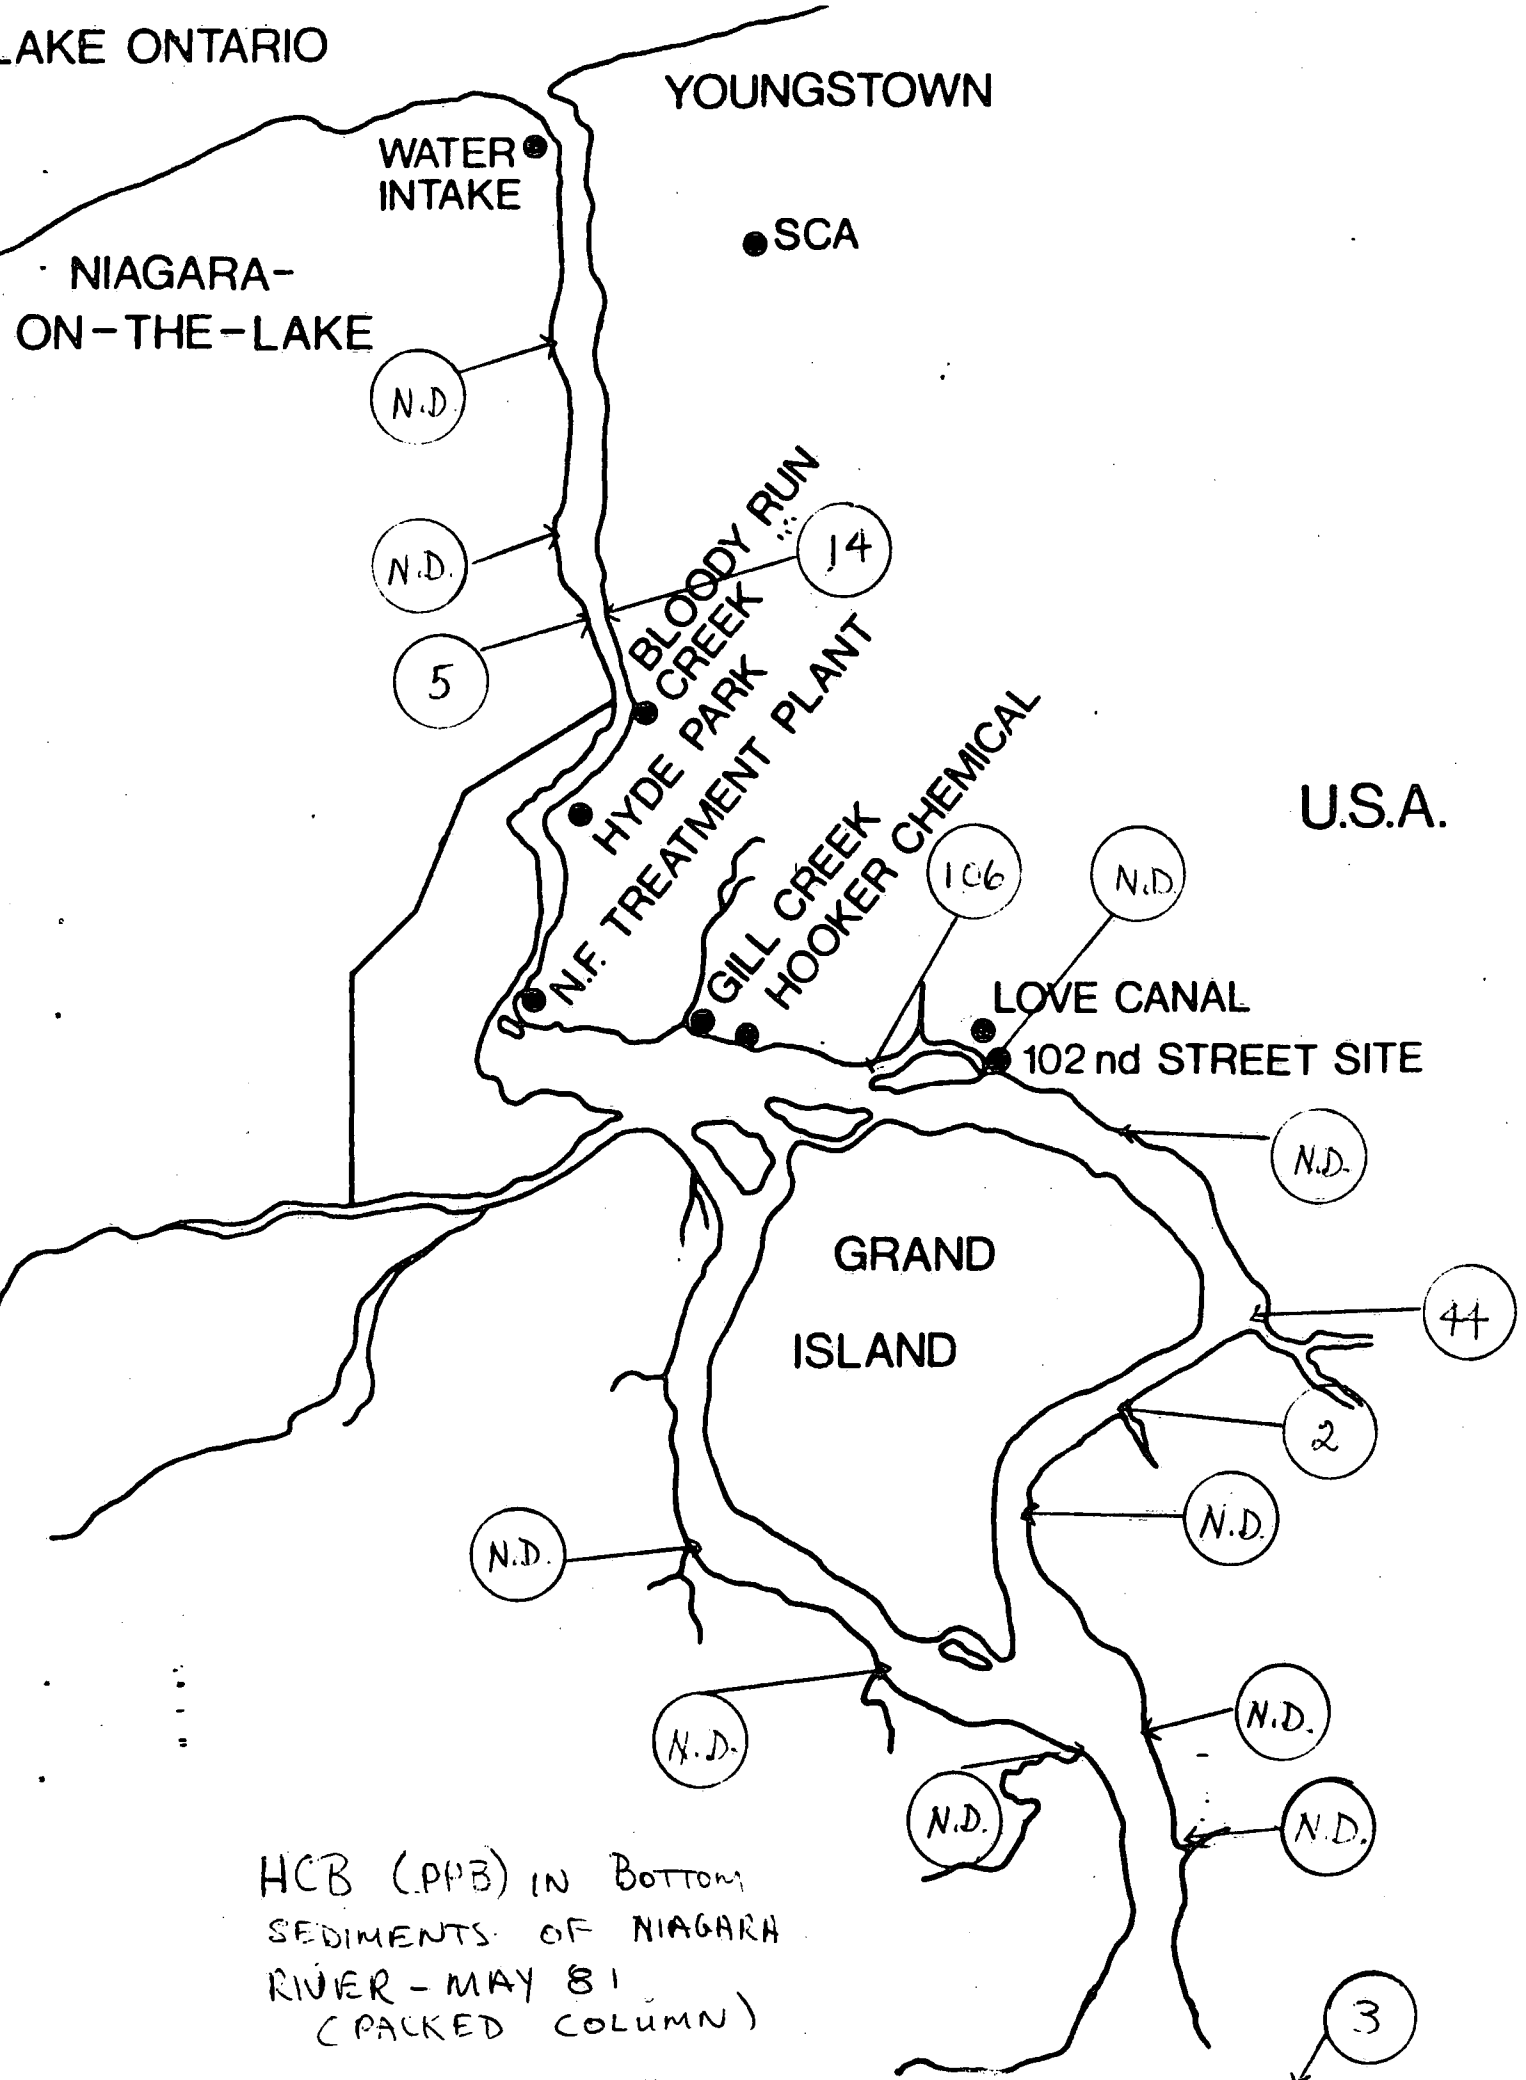 LAKE ONTARIO
YOUNGSTOWN
WATER
INTAKE
SCA
NIAGARA-
ON-THE-LAKE
N.D.
N.D.
14
5
BLOODY RUN
CREEK
HYDE PARK
N.F. TREATMENT PLANT
GILL CREEK
HOOKER CHEMICAL
U.S.A.
106
N.D.
LOVE CANAL
102nd STREET SITE
N.D.
GRAND
ISLAND
44
2
N.D.
N.D.
N.D.
N.D.
N.D.
N.D.
HCB (PPB) IN BOTTOM
SEDIMENTS OF NIAGARA
RIVER - MAY 81
(PACKED COLUMN)
3